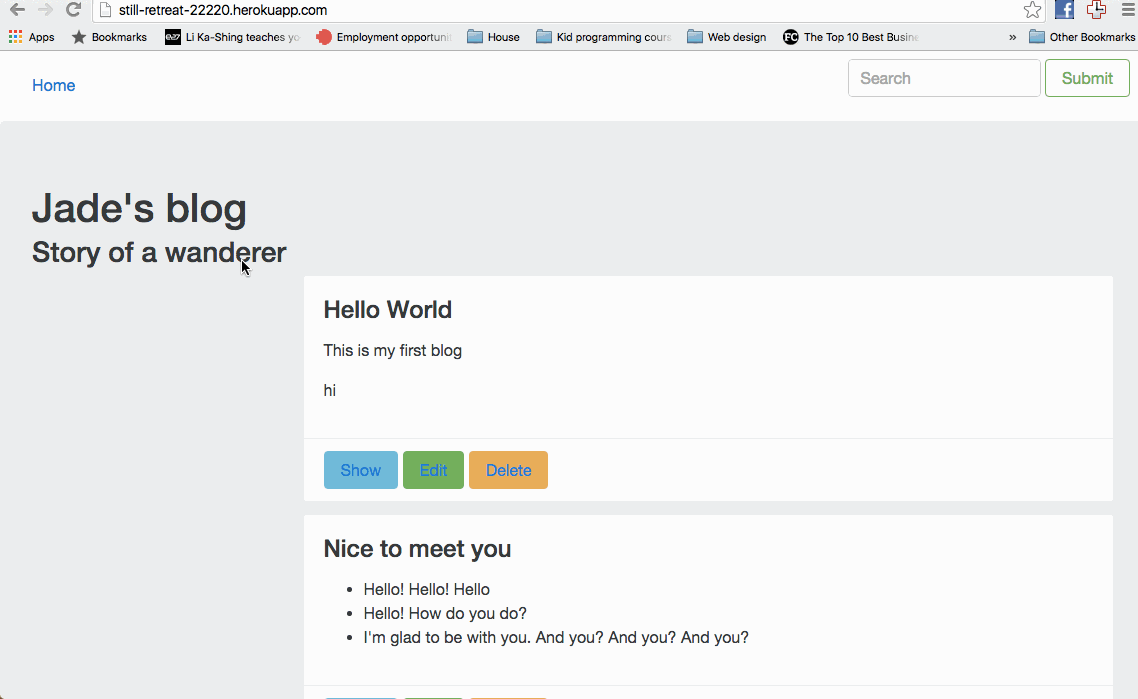 still-retreat-22220.herokuapp.com
Apps Bookmarks Li Ka-Shing teaches yo Employment opportuni House Kid programming cours Web design FC The Top 10 Best Busine » Other Bookmarks
Home Search Submit
Jade's blog
Story of a wanderer
Hello World
This is my first blog
hi
Show Edit Delete
Nice to meet you
• Hello! Hello! Hello
• Hello! How do you do?
• I'm glad to be with you. And you? And you? And you?